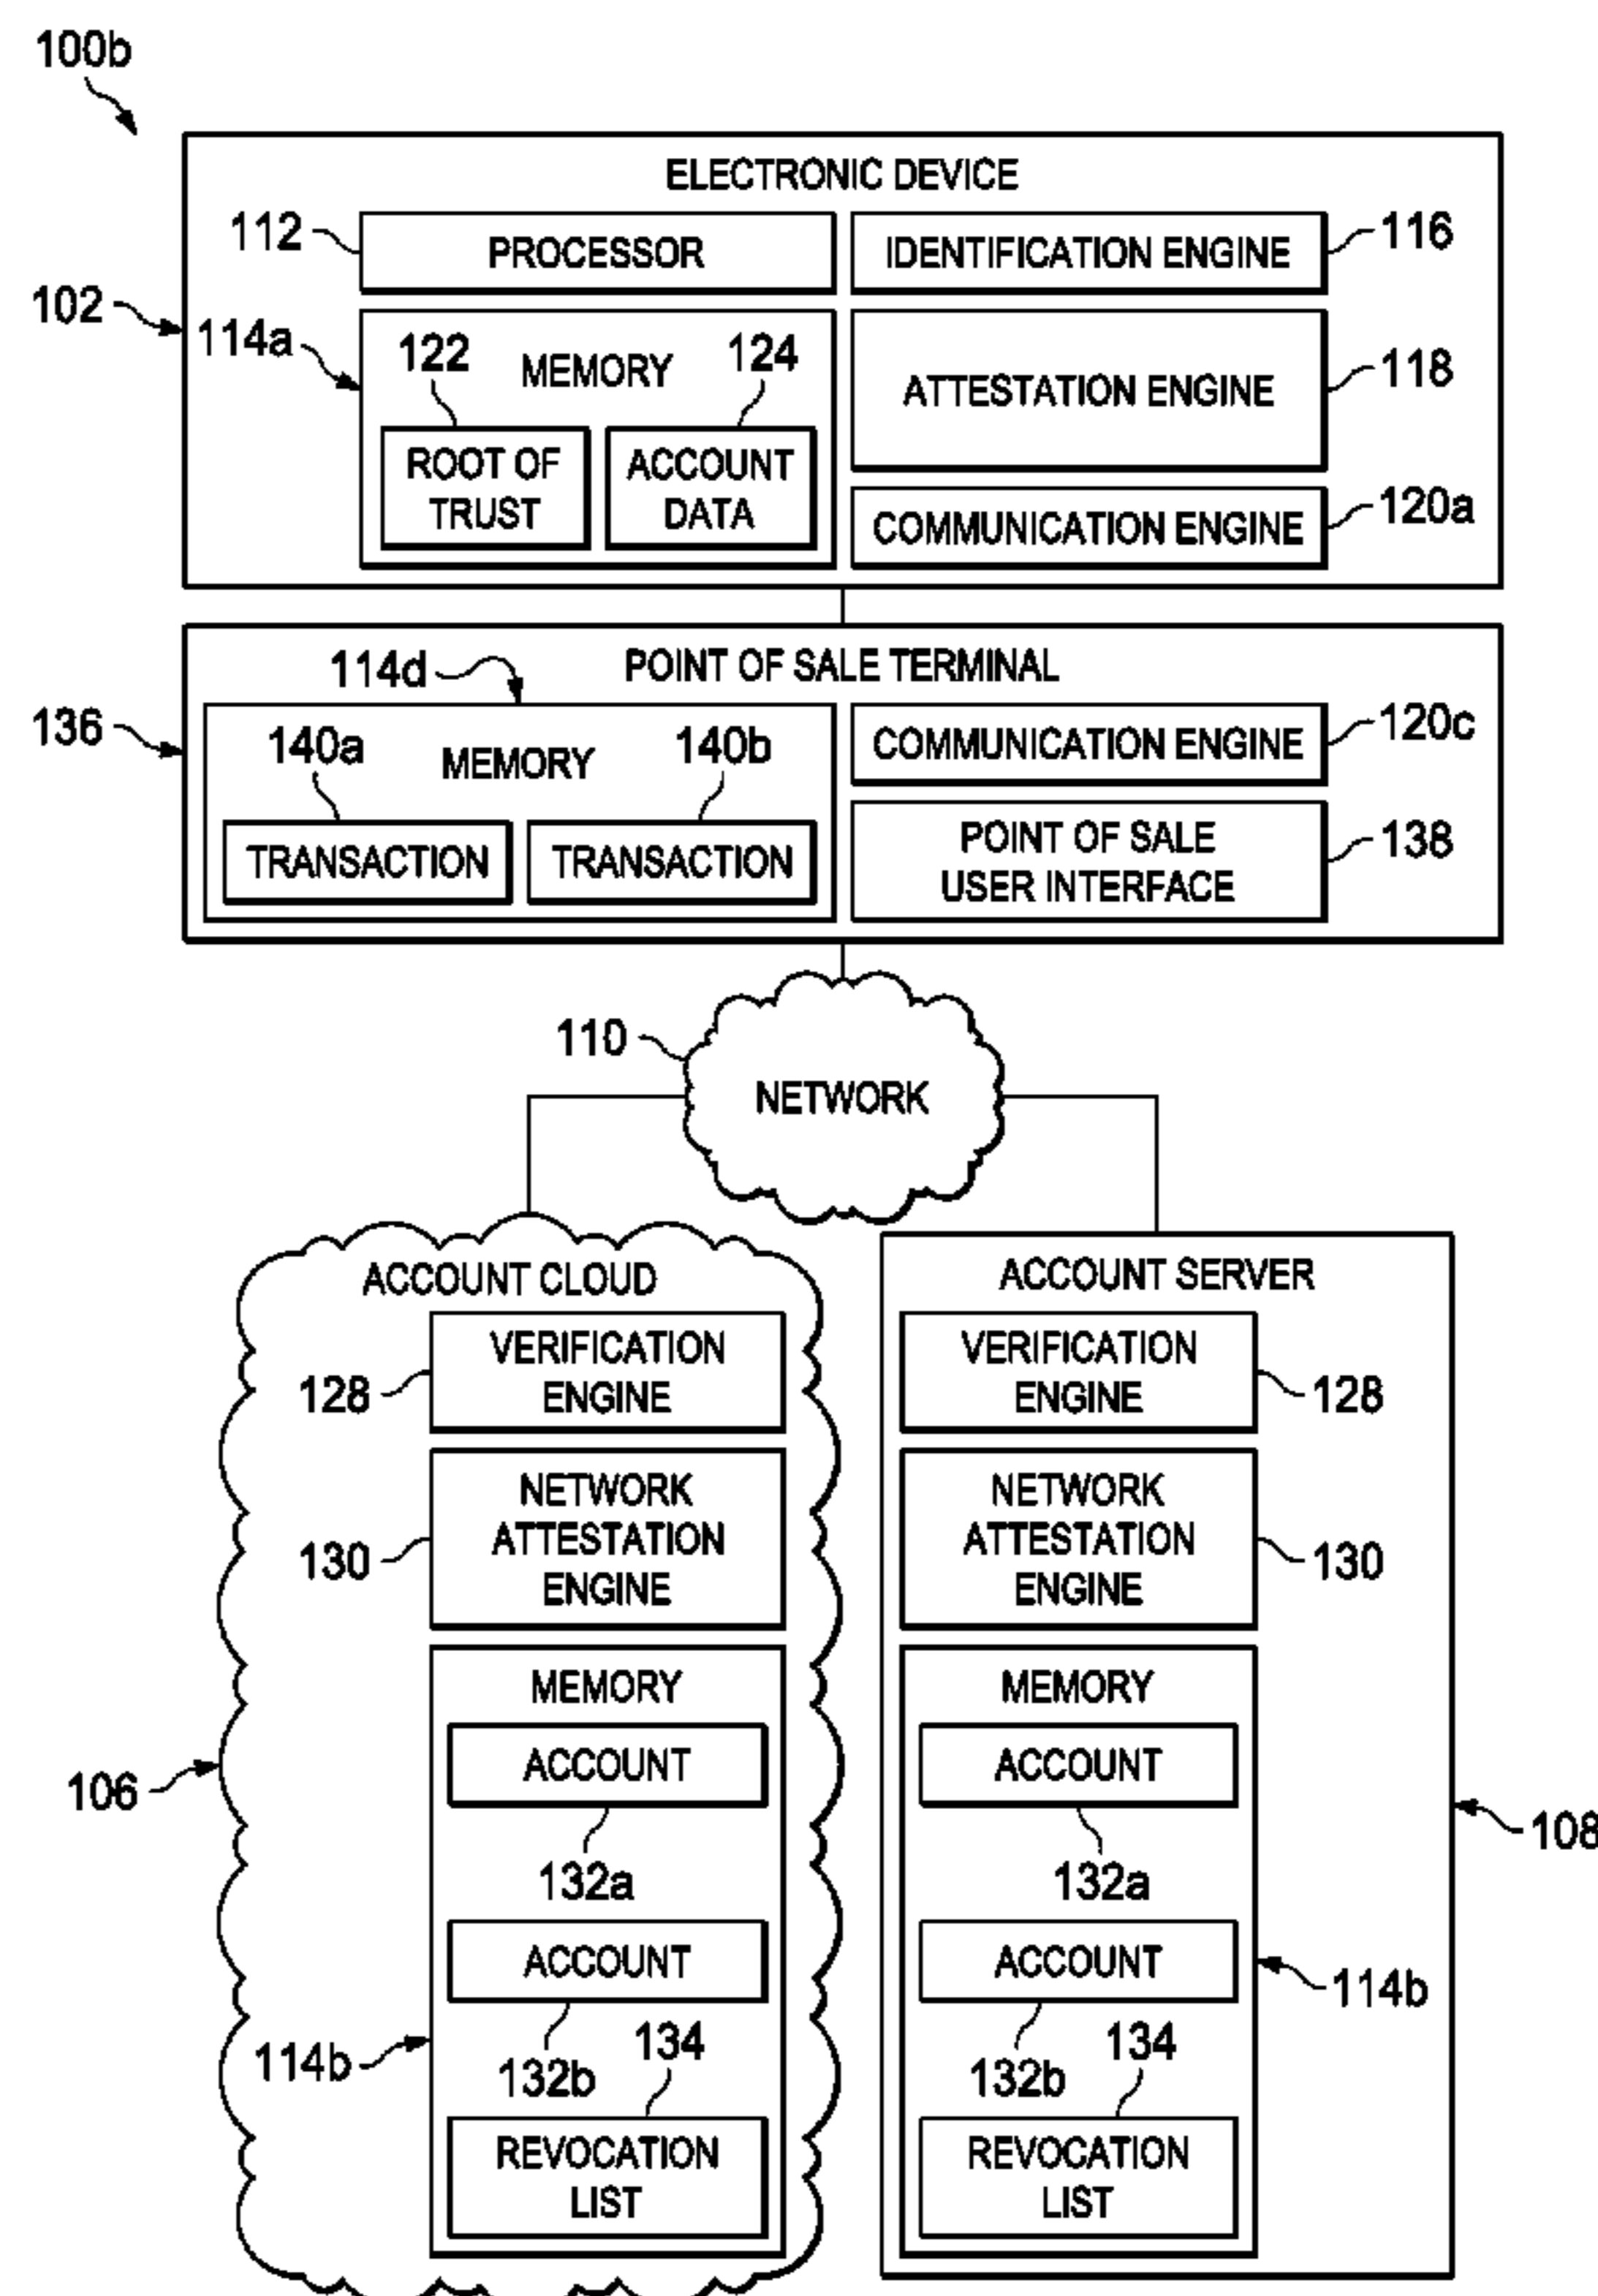 100b
ELECTRONIC DEVICE
112
PROCESSOR
IDENTIFICATION ENGINE
116
102
114a
122
MEMORY
124
ATTESTATION ENGINE
118
ROOT OF
TRUST
ACCOUNT
DATA
COMMUNICATION ENGINE
120a
114d
POINT OF SALE TERMINAL
136
140a
MEMORY
140b
COMMUNICATION ENGINE
120c
TRANSACTION
TRANSACTION
POINT OF SALE
USER INTERFACE
138
110
NETWORK
ACCOUNT CLOUD
VERIFICATION
ENGINE
128
NETWORK
ATTESTATION
ENGINE
130
MEMORY
ACCOUNT
106
132a
ACCOUNT
114b
132b
134
REVOCATION
LIST
ACCOUNT SERVER
VERIFICATION
ENGINE
128
NETWORK
ATTESTATION
ENGINE
130
MEMORY
ACCOUNT
108
132a
ACCOUNT
114b
132b
134
REVOCATION
LIST